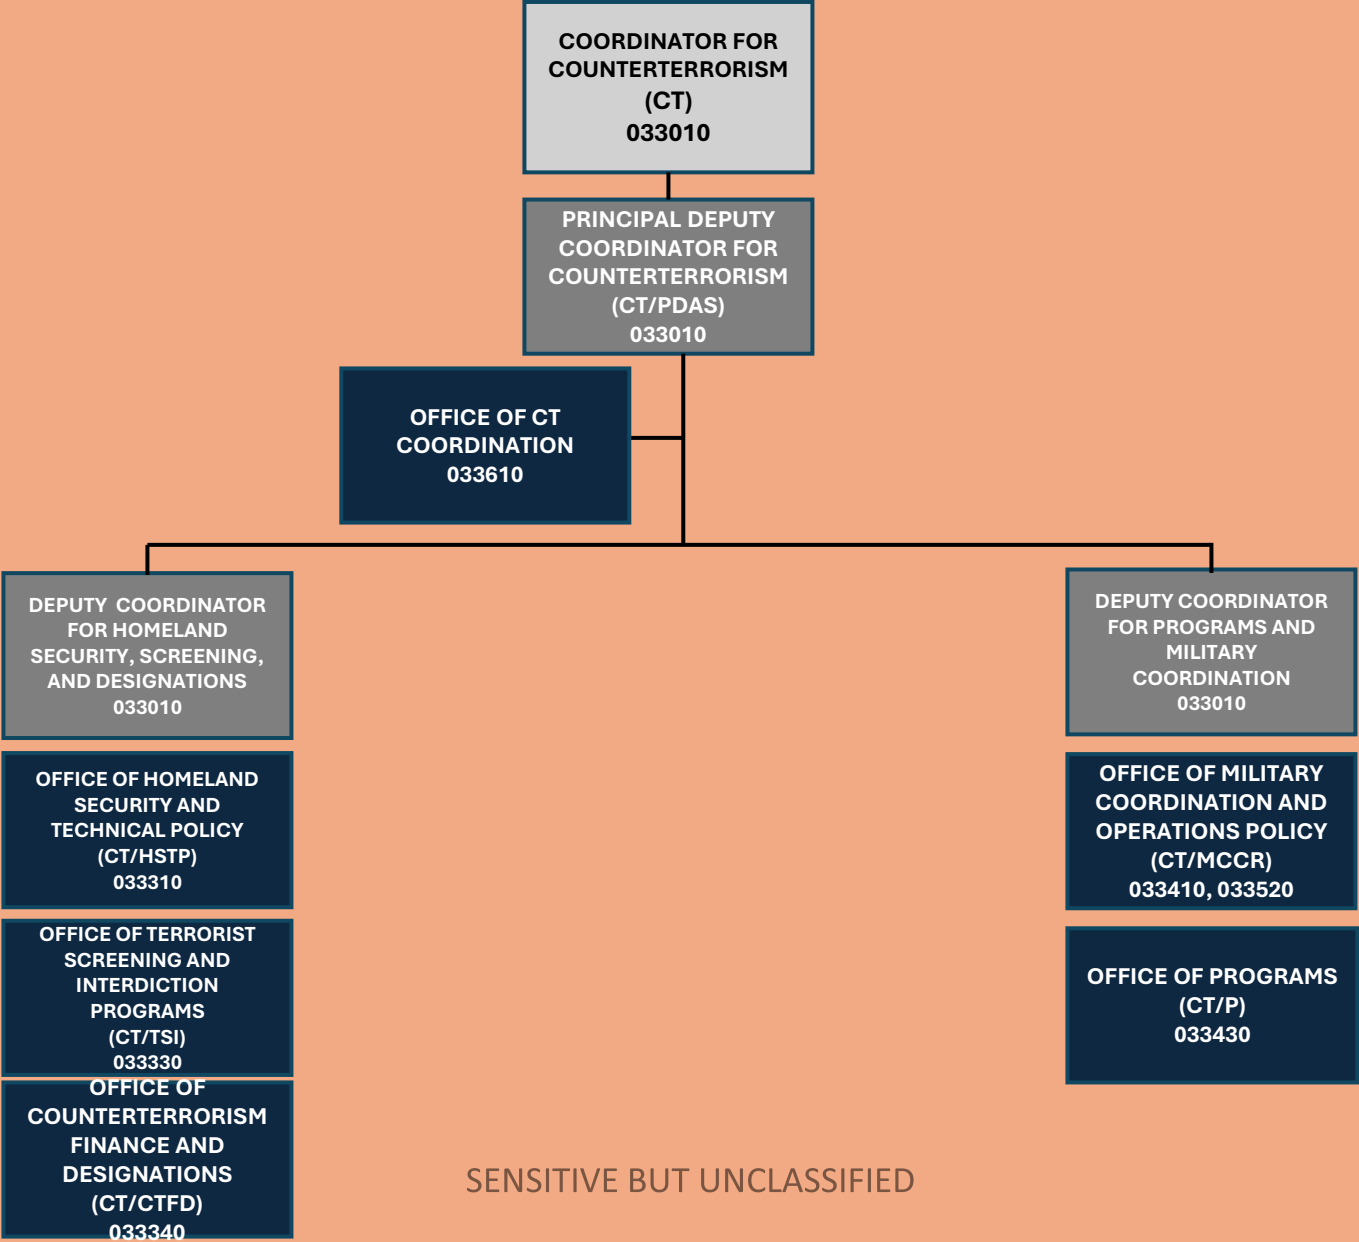 COORDINATOR FOR
COUNTERTERRORISM
(CT)
033010
PRINCIPAL DEPUTY
COORDINATOR FOR
COUNTERTERRORISM
(CT/PDAS)
033010
OFFICE OF CT
COORDINATION
033610
DEPUTY COORDINATOR
FOR HOMELAND
SECURITY, SCREENING,
AND DESIGNATIONS
033010
OFFICE OF HOMELAND
SECURITY AND
TECHNICAL POLICY
(CT/HSTP)
033310
OFFICE OF TERRORIST
SCREENING AND
INTERDICTION
PROGRAMS
(CT/TSI)
033330
OFFICE OF
COUNTERTERRORISM
FINANCE AND
DESIGNATIONS
(CT/CTFD)
033340
DEPUTY COORDINATOR
FOR PROGRAMS AND
MILITARY
COORDINATION
033010
OFFICE OF MILITARY
COORDINATION AND
OPERATIONS POLICY
(CT/MCCR)
033410, 033520
OFFICE OF PROGRAMS
(CT/P)
033430
SENSITIVE BUT UNCLASSIFIED